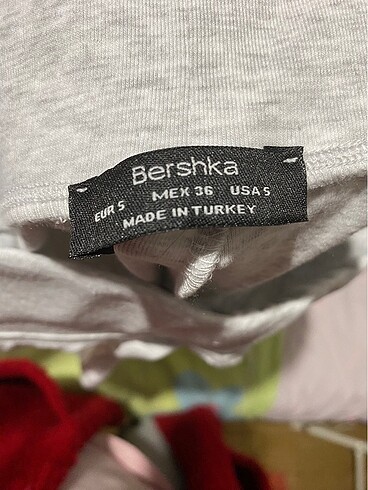 Bershka
EUR S MEX 36 USA S
MADE IN TURKEY